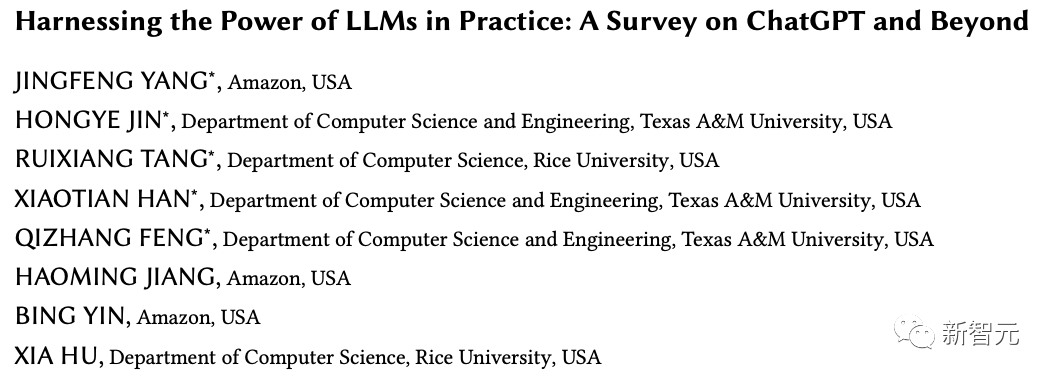 Harnessing the Power of LLMs in Practice: A Survey on ChatGPT and Beyond
JINGFENG YANG*, Amazon, USA
HONGYE JIN*, Department of Computer Science and Engineering, Texas A&M University, USA
RUIXIANG TANG*, Department of Computer Science, Rice University, USA
XIAOTIAN HAN*, Department of Computer Science and Engineering, Texas A&M University, USA
QIZHANG FENG*, Department of Computer Science and Engineering, Texas A&M University, USA
HAOMING JIANG, Amazon, USA
BING YIN, Amazon, USA
XIA HU, Department of Computer Science, Rice University, USA
新智元